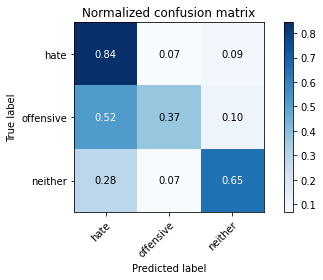 Normalized confusion matrix
True label
hate 0.84 0.07 0.09
offensive 0.52 0.37 0.10
neither 0.28 0.07 0.65
hate offensive neither
Predicted label
0.8
0.7
0.6
0.5
0.4
0.3
0.2
0.1